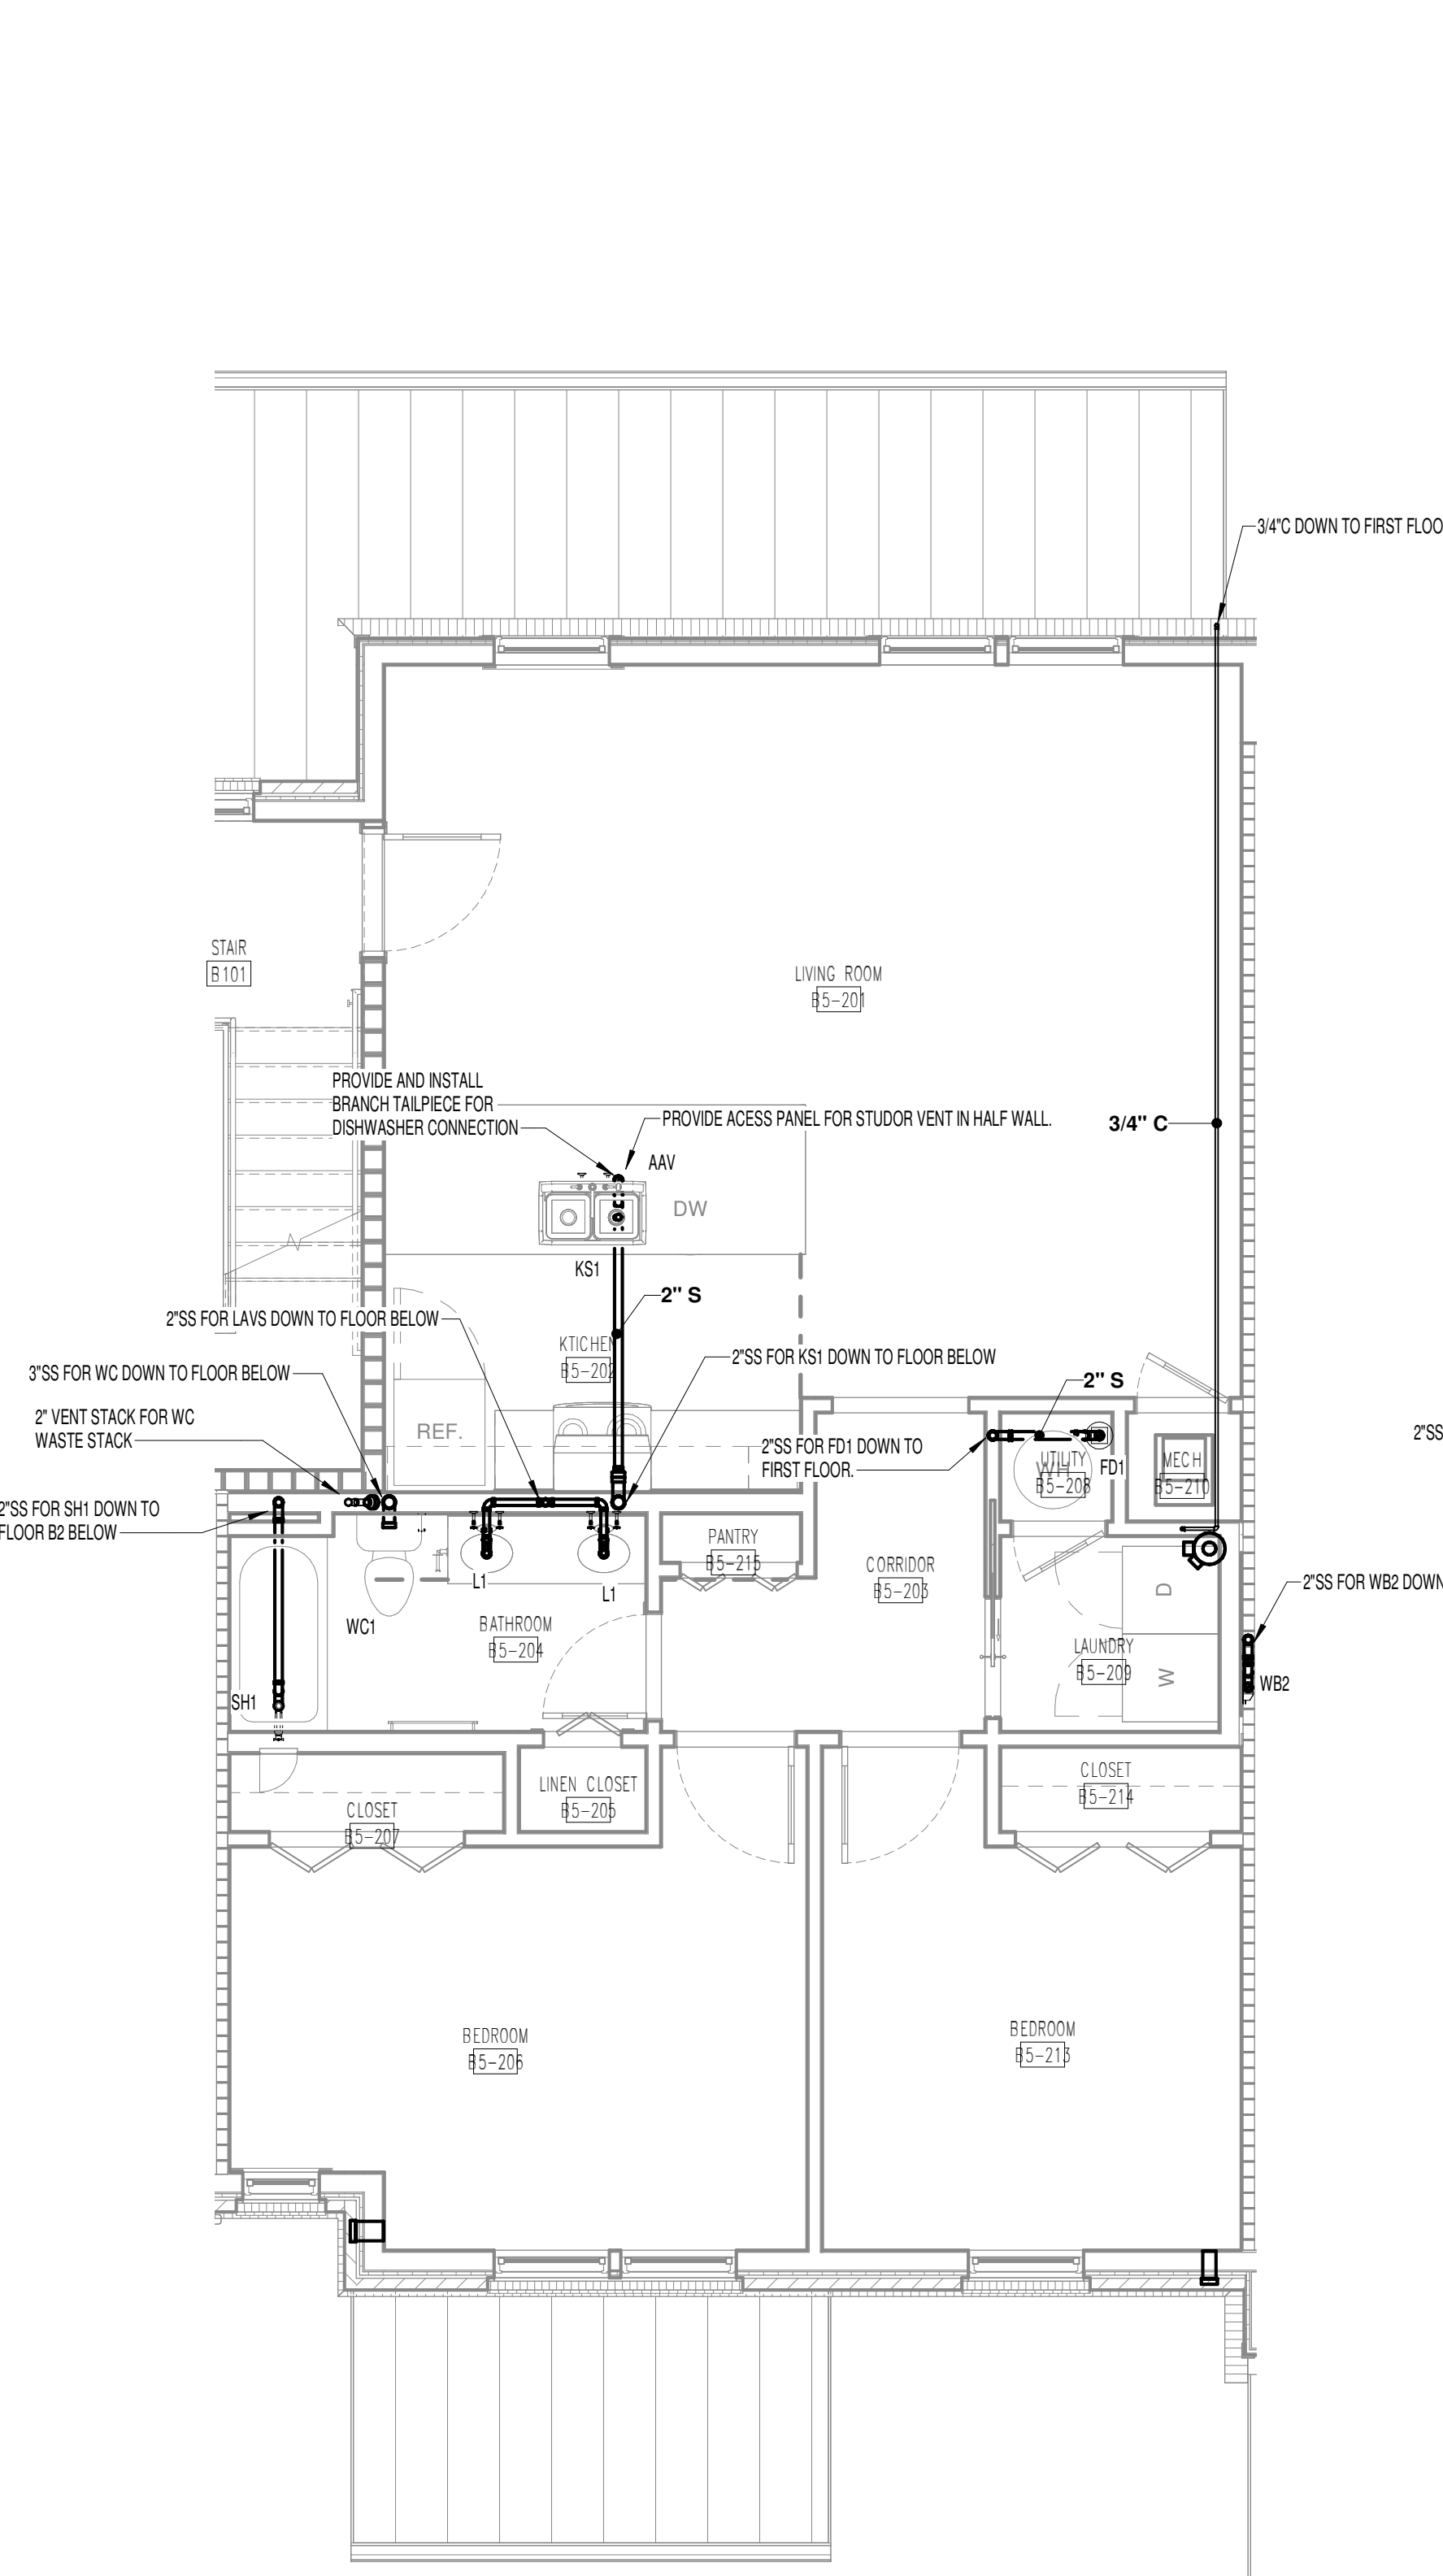 3/4"C DOWN TO FIRST FLOO
STAIR
B101
LIVING ROOM
B5-201
PROVIDE AND INSTALL
BRANCH TAILPIECE FOR
DISHWASHER CONNECTION
PROVIDE ACESS PANEL FOR STUDOR VENT IN HALF WALL.
3/4" C
AAV
DW
KS1
2" S
2"SS FOR LAVS DOWN TO FLOOR BELOW
KTICHEN
B5-202
2"SS FOR KS1 DOWN TO FLOOR BELOW
3"SS FOR WC DOWN TO FLOOR BELOW
2" S
2" VENT STACK FOR WC
WASTE STACK
REF.
2"SS FOR FD1 DOWN TO
FIRST FLOOR.
UTILITY
WH
B5-208
FD1
MECH
B5-210
2"SS
2"SS FOR SH1 DOWN TO
FLOOR B2 BELOW
PANTRY
B5-215
CORRIDOR
B5-203
L1
L1
D
2"SS FOR WB2 DOWN
WC1
BATHROOM
B5-204
LAUNDRY
B5-209
W
WB2
SH1
LINEN CLOSET
B5-205
CLOSET
B5-214
CLOSET
B5-207
BEDROOM
B5-206
BEDROOM
B5-213